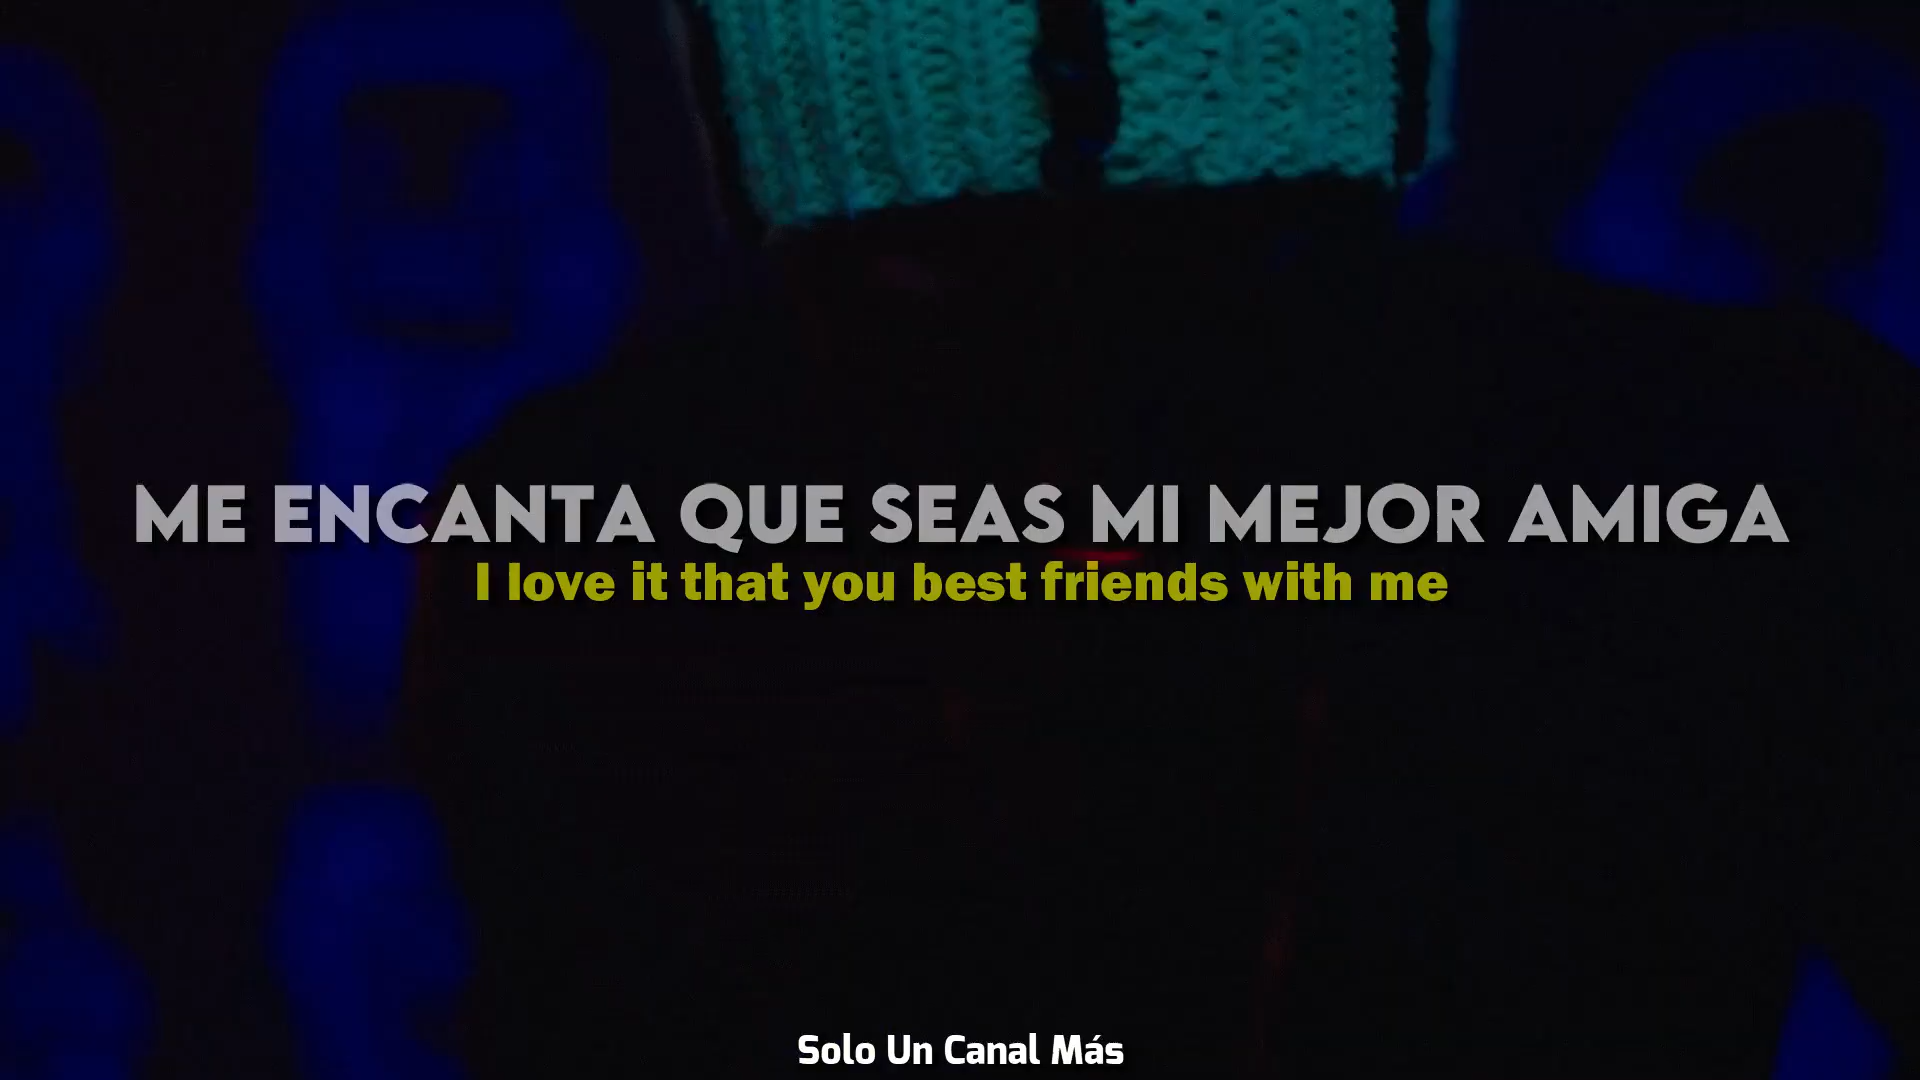 ME ENCANTA QUE SEAS MI MEJOR AMIGA
I love it that you best friends with me
Solo Un Canal Más